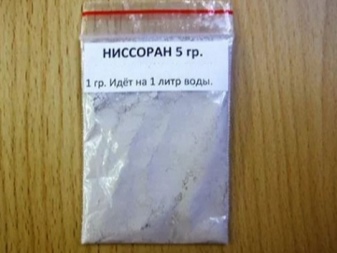 НИССОРАН 5 гр.
1 гр. Идёт на 1 литр воды.